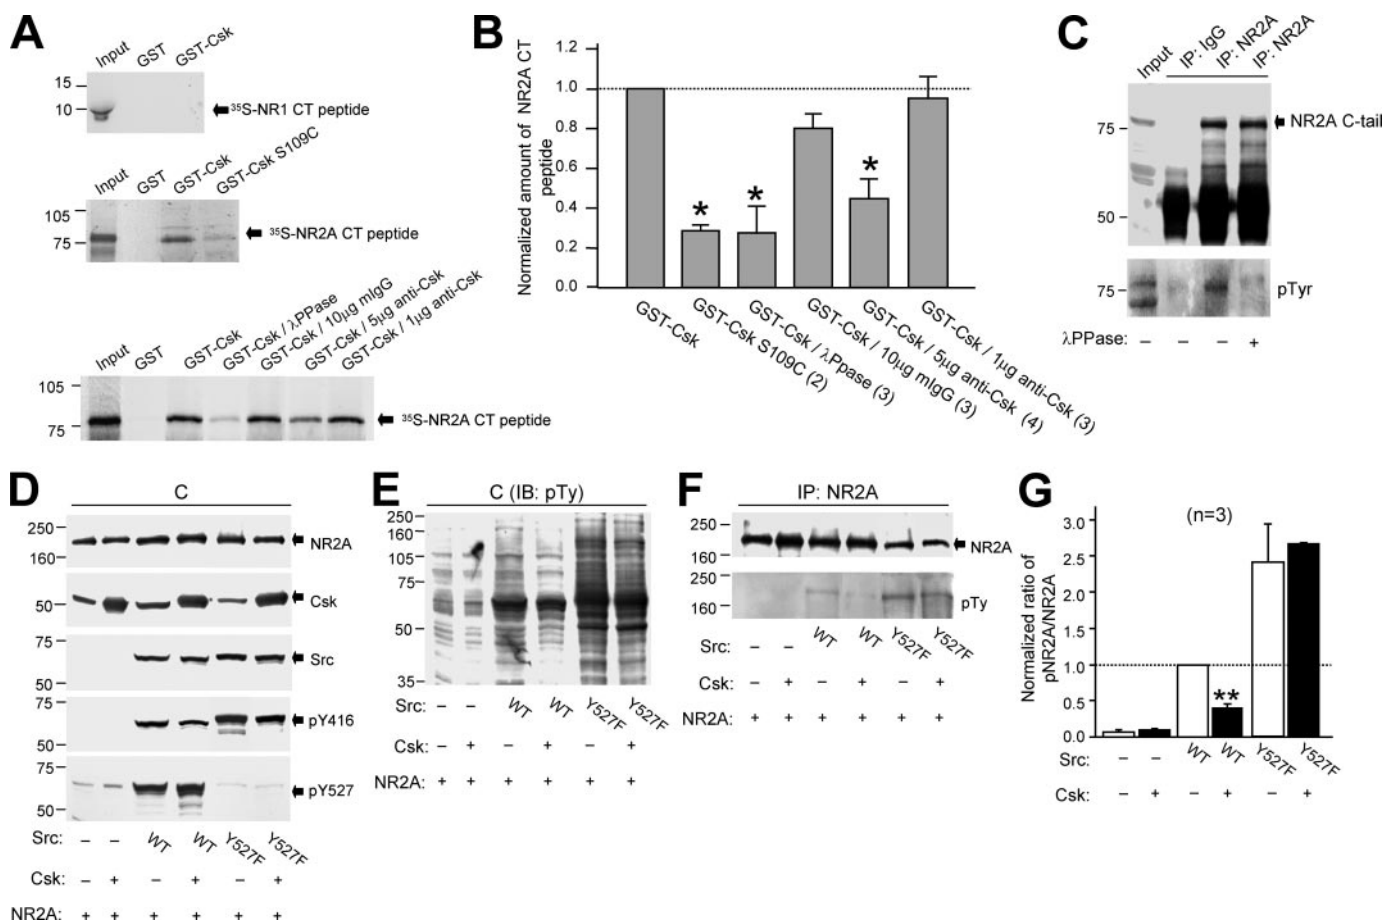 A
Input
GST
GST-Csk
15
10
35S-NR1 CT peptide
Input
GST
GST-Csk
GST-Csk S109C
105
75
35S-NR2A CT peptide
Input
GST
GST-Csk
GST-Csk / λPPase
GST-Csk / 10μg mIgG
GST-Csk / 5μg anti-Csk
GST-Csk / 1μg anti-Csk
105
75
35S-NR2A CT peptide
B
Normalized amount of NR2A CT
peptide
1.2
1.0
0.8
0.6
0.4
0.2
0.0
* * *
GST-Csk
GST-Csk S109C (2)
GST-Csk / λPpase (3)
GST-Csk / 10μg mIgG (3)
GST-Csk / 5μg anti-Csk (4)
GST-Csk / 1μg anti-Csk (3)
C
Input
IP: IgG
IP: NR2A
IP: NR2A
75
NR2A C-tail
50
75
pTyr
λPPase: – – – +
D
C
250
160
NR2A
50
Csk
75
50
Src
75
50
pY416
75
50
pY527
Src: – – WT WT Y527F Y527F
Csk: – + – + – +
NR2A: + + + + + +
E
C (IB: pTy)
250
160
105
75
50
35
Src: – – WT WT Y527F Y527F
Csk: – + – + – +
NR2A: + + + + + +
F
IP: NR2A
250
160
NR2A
250
160
pTy
Src: – – WT WT Y527F Y527F
Csk: – + – + – +
NR2A: + + + + + +
G
(n=3)
Normalized ratio of
pNR2A/NR2A
3.0
2.5
2.0
1.5
1.0
0.5
0.0
**
Src: – – WT WT Y527F Y527F
Csk: – + – + – +